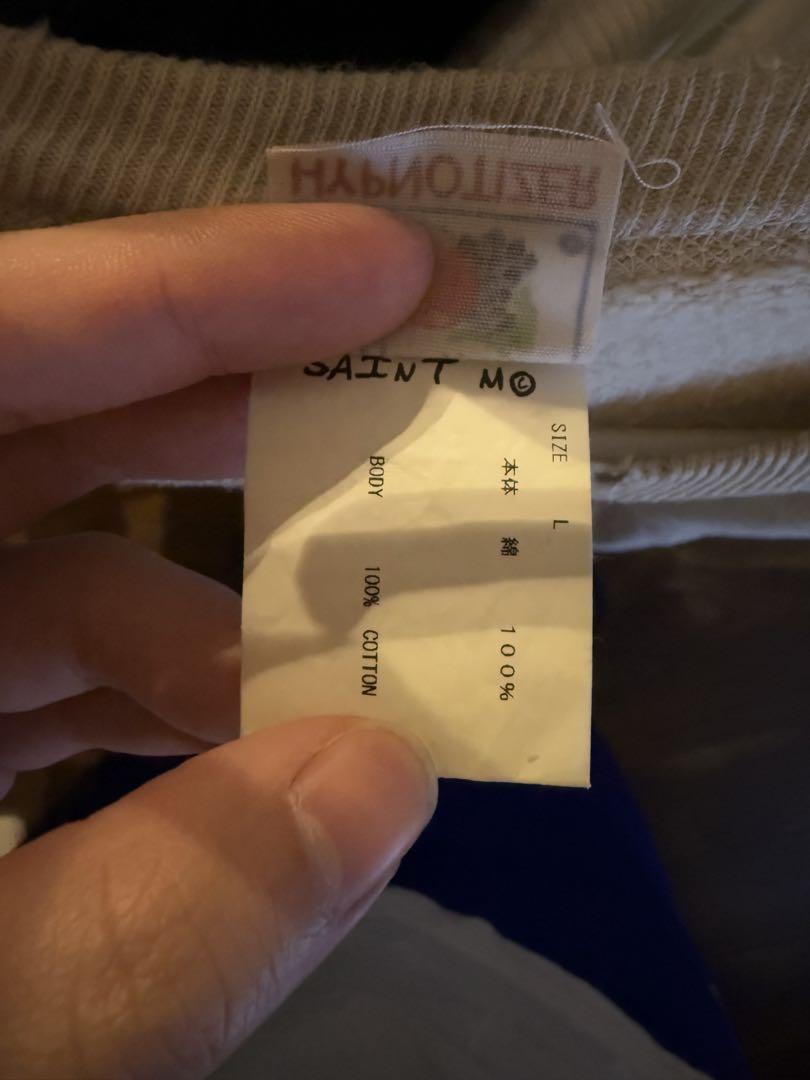 HYPNOTIZER
SAINT M©
SIZE L
本体 綿 100%
BODY 100% COTTON